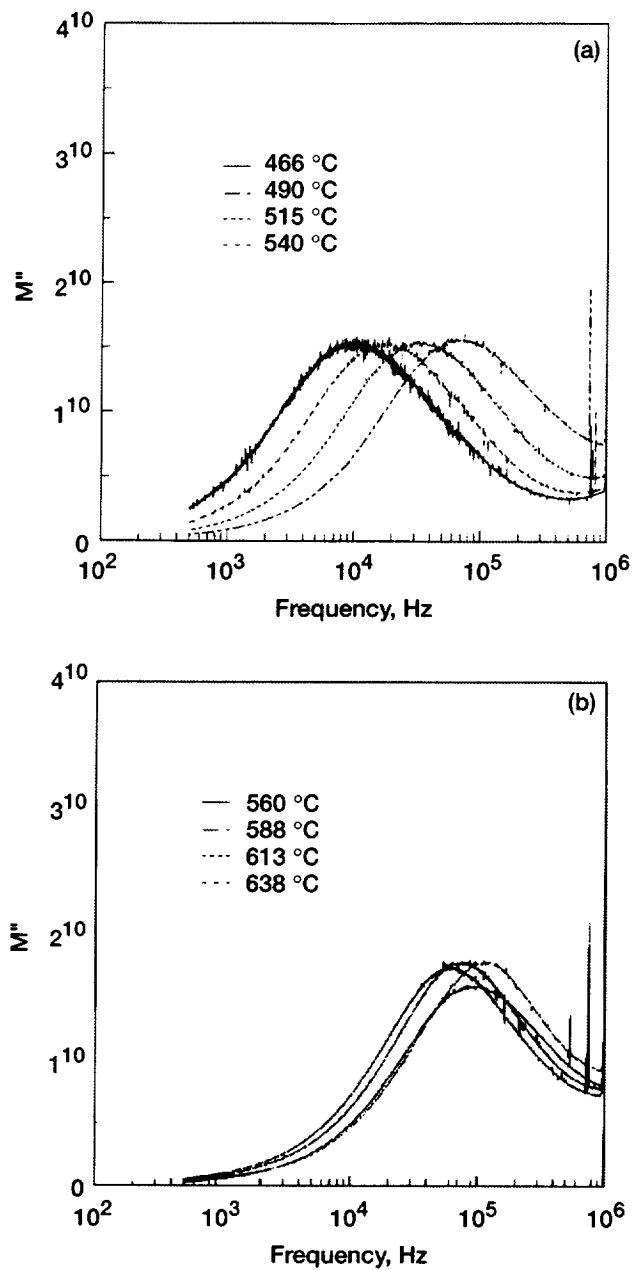 (a)
4¹⁰
3¹⁰
2¹⁰
1¹⁰
0
M"
466 °C
490 °C
515 °C
540 °C
10² 10³ 10⁴ 10⁵ 10⁶
Frequency, Hz
(b)
4¹⁰
3¹⁰
2¹⁰
1¹⁰
0
M"
560 °C
588 °C
613 °C
638 °C
10² 10³ 10⁴ 10⁵ 10⁶
Frequency, Hz